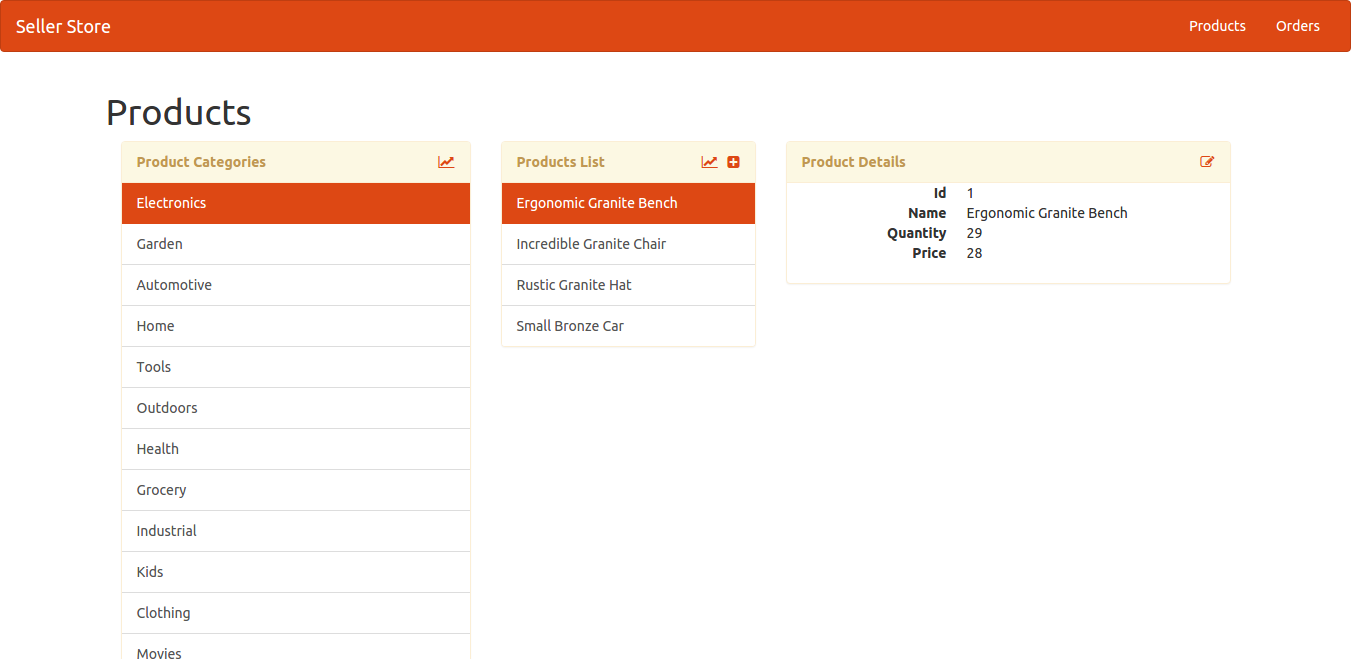 Seller Store
Products Orders
Products
Product Categories
Electronics
Garden
Automotive
Home
Tools
Outdoors
Health
Grocery
Industrial
Kids
Clothing
Movies
Products List
Ergonomic Granite Bench
Incredible Granite Chair
Rustic Granite Hat
Small Bronze Car
Product Details
Id 1
Name Ergonomic Granite Bench
Quantity 29
Price 28